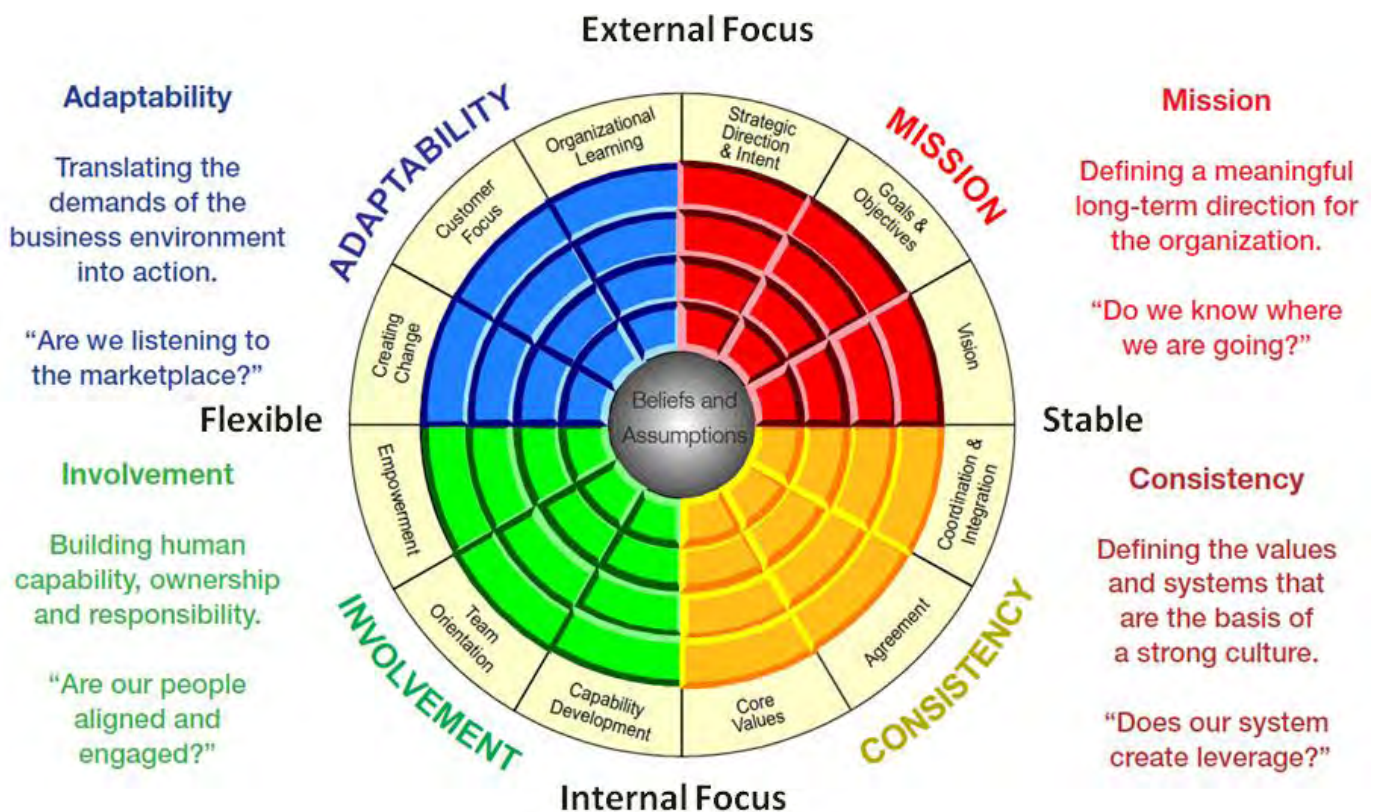 External Focus
Adaptability
Translating the
demands of the
business environment
into action.
“Are we listening to
the marketplace?”
Flexible
Involvement
Building human
capability, ownership
and responsibility.
“Are our people
aligned and
engaged?”
ADAPTABILITY
Creating
Change
Customer
Focus
Organizational
Learning
Strategic
Direction
& Intent
Goals &
Objectives
Vision
MISSION
Beliefs and
Assumptions
Empowerment
Team
Orientation
Capability
Development
INVOLVEMENT
Core
Values
Agreement
Coordination &
Integration
CONSISTENCY
Mission
Defining a meaningful
long-term direction for
the organization.
“Do we know where
we are going?”
Stable
Consistency
Defining the values
and systems that
are the basis of
a strong culture.
“Does our system
create leverage?”
Internal Focus